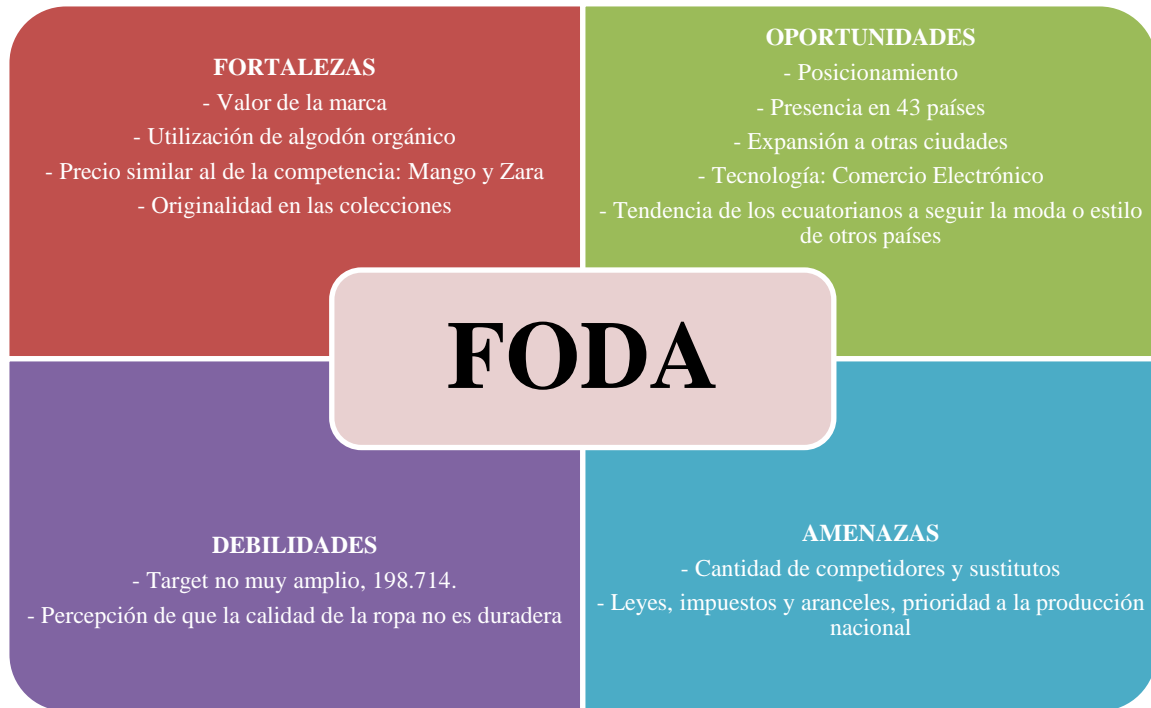 FORTALEZAS
- Valor de la marca
- Utilización de algodón orgánico
- Precio similar al de la competencia: Mango y Zara
- Originalidad en las colecciones
OPORTUNIDADES
- Posicionamiento
- Presencia en 43 países
- Expansión a otras ciudades
- Tecnología: Comercio Electrónico
- Tendencia de los ecuatorianos a seguir la moda o estilo
de otros países
FODA
DEBILIDADES
- Target no muy amplio, 198.714.
- Percepción de que la calidad de la ropa no es duradera
AMENAZAS
- Cantidad de competidores y sustitutos
- Leyes, impuestos y aranceles, prioridad a la producción
nacional